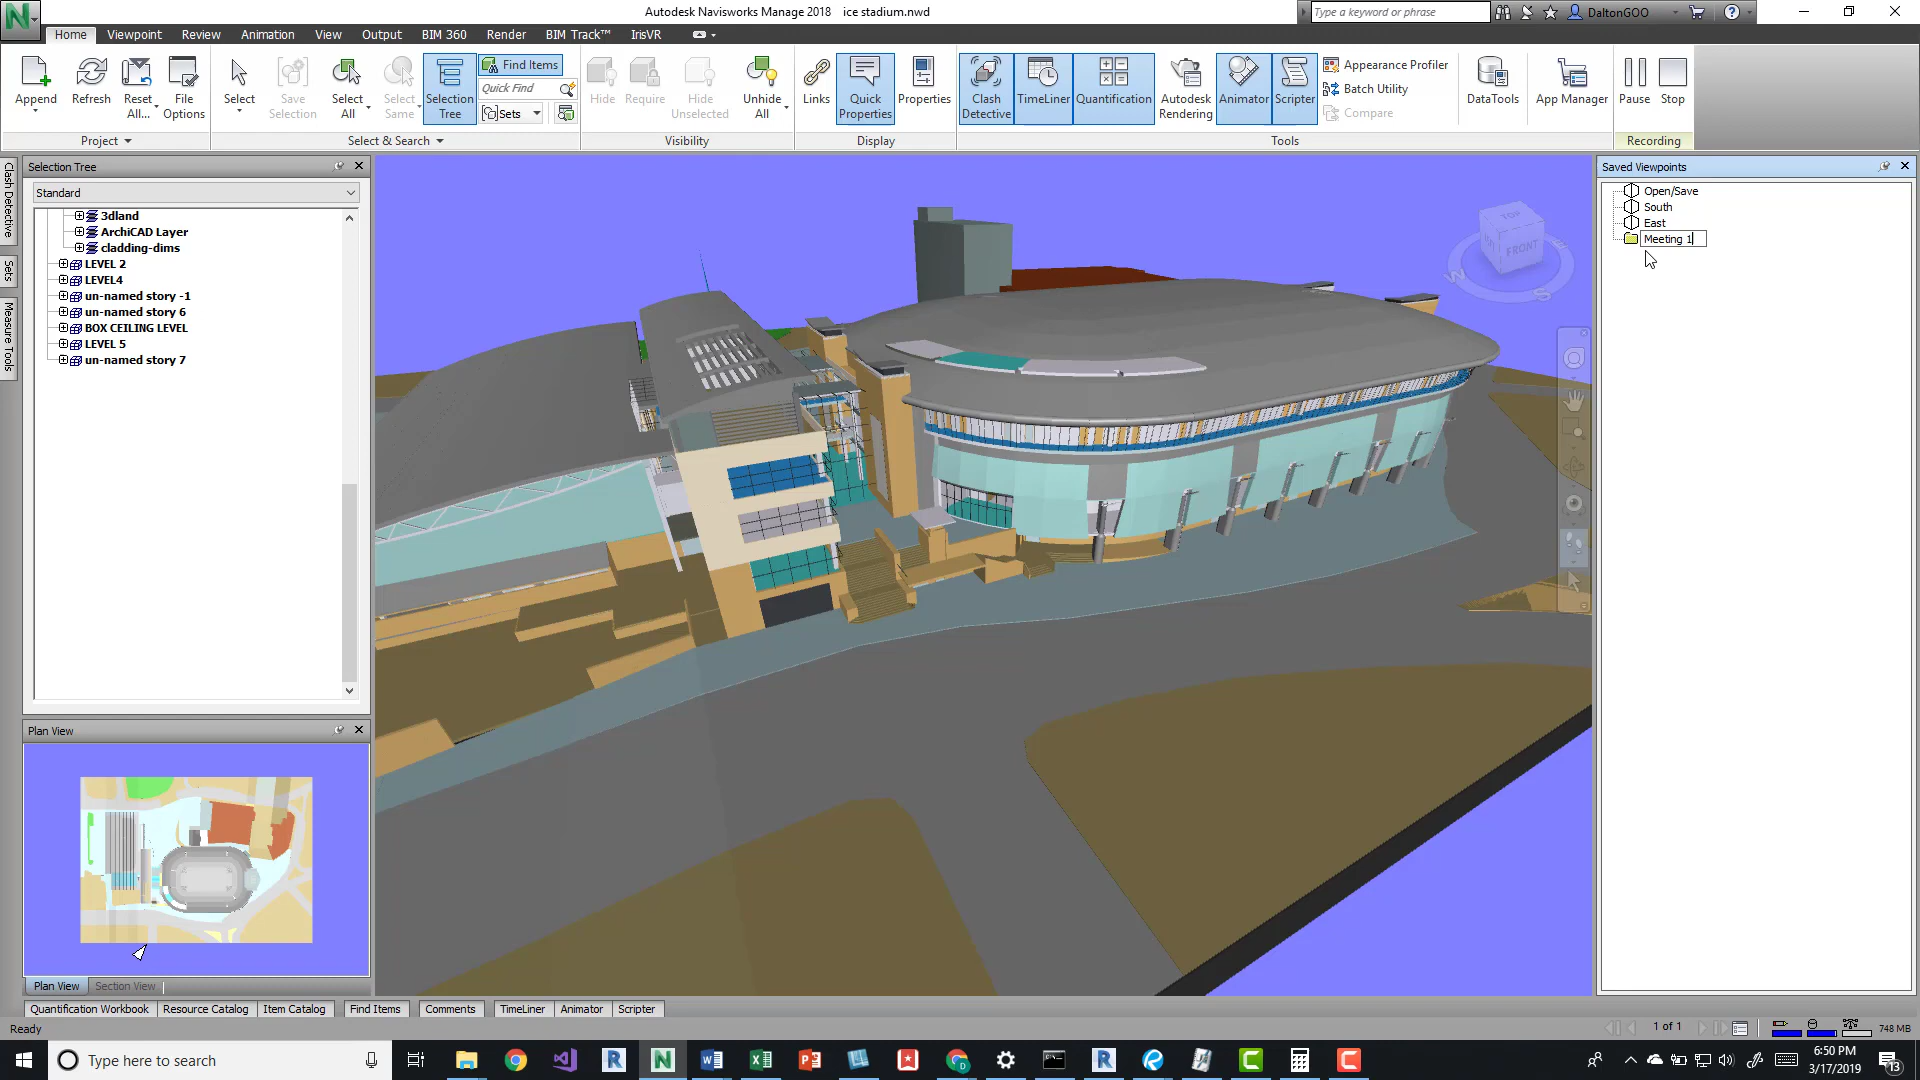 Autodesk Navisworks Manage 2018 ice stadium.nwd
Type a keyword or phrase
DaltonGOO
Home Viewpoint Review Animation View Output BIM 360 Render BIM Track™ IrisVR
Append
Refresh
Reset All...
File Options
Select
Save Selection
Select All
Select Same
Selection Tree
Find Items
Quick Find
Sets
Hide
Require
Hide Unselected
Unhide All
Links
Quick Properties
Properties
Clash Detective
TimeLiner
Quantification
Autodesk Rendering
Animator
Scripter
Appearance Profiler
Batch Utility
Compare
DataTools
App Manager
Pause
Stop
Project Select & Search Visibility Display Tools Recording
Clash Detective
Sets
Measure Tools
Selection Tree
Standard
3dland
ArchiCAD Layer
cladding-dims
LEVEL 2
LEVEL4
un-named story -1
un-named story 6
BOX CEILING LEVEL
LEVEL 5
un-named story 7
TOP
FRONT
W
S
Saved Viewpoints
Open/Save
South
East
Meeting 1
Plan View
Plan View Section View
Quantification Workbook Resource Catalog Item Catalog Find Items Comments TimeLiner Animator Scripter
Ready
1 of 1
748 MB
Type here to search
6:50 PM
3/17/2019
13